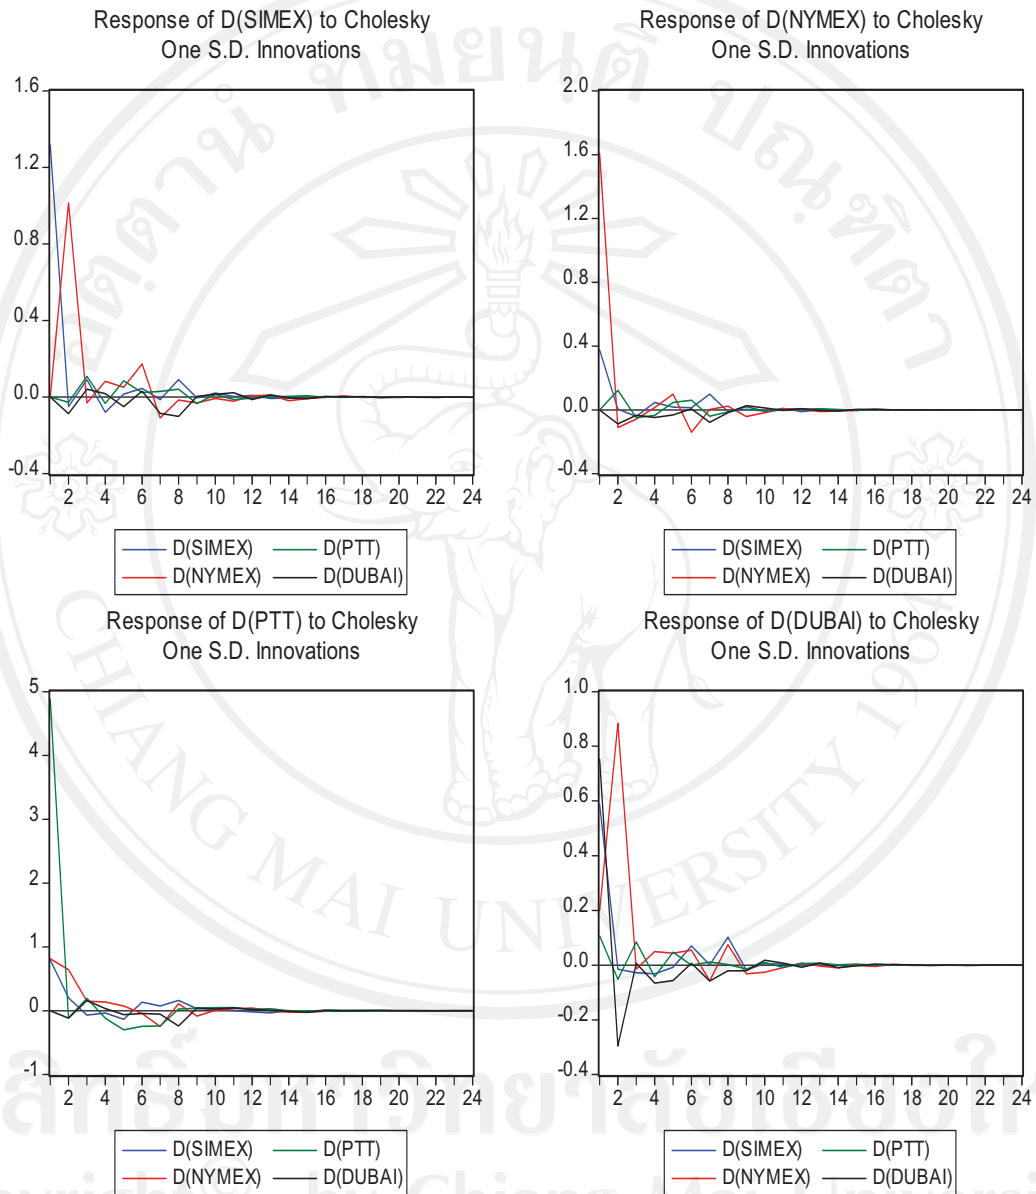 Response of D(SIMEX) to Cholesky
One S.D. Innovations
1.6
1.2
0.8
0.4
0.0
-0.4
2 4 6 8 10 12 14 16 18 20 22 24
D(SIMEX) D(PTT)
D(NYMEX) D(DUBAI)
Response of D(NYMEX) to Cholesky
One S.D. Innovations
2.0
1.6
1.2
0.8
0.4
0.0
-0.4
2 4 6 8 10 12 14 16 18 20 22 24
D(SIMEX) D(PTT)
D(NYMEX) D(DUBAI)
Response of D(PTT) to Cholesky
One S.D. Innovations
5
4
3
2
1
0
-1
2 4 6 8 10 12 14 16 18 20 22 24
D(SIMEX) D(PTT)
D(NYMEX) D(DUBAI)
Response of D(DUBAI) to Cholesky
One S.D. Innovations
1.0
0.8
0.6
0.4
0.2
0.0
-0.2
-0.4
2 4 6 8 10 12 14 16 18 20 22 24
D(SIMEX) D(PTT)
D(NYMEX) D(DUBAI)
CHIANG MAI UNIVERSITY 1964